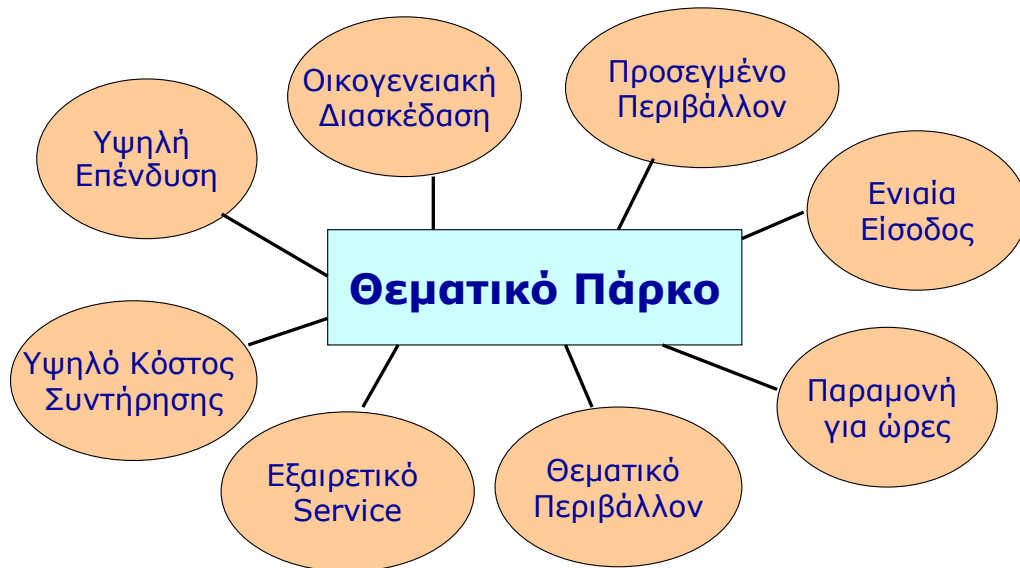 Οικογενειακή
Διασκέδαση
Προσεγμένο
Περιβάλλον
Υψηλή
Επένδυση
Ενιαία
Είσοδος
Θεματικό Πάρκο
Υψηλό Κόστος
Συντήρησης
Παραμονή
για ώρες
Εξαιρετικό
Service
Θεματικό
Περιβάλλον